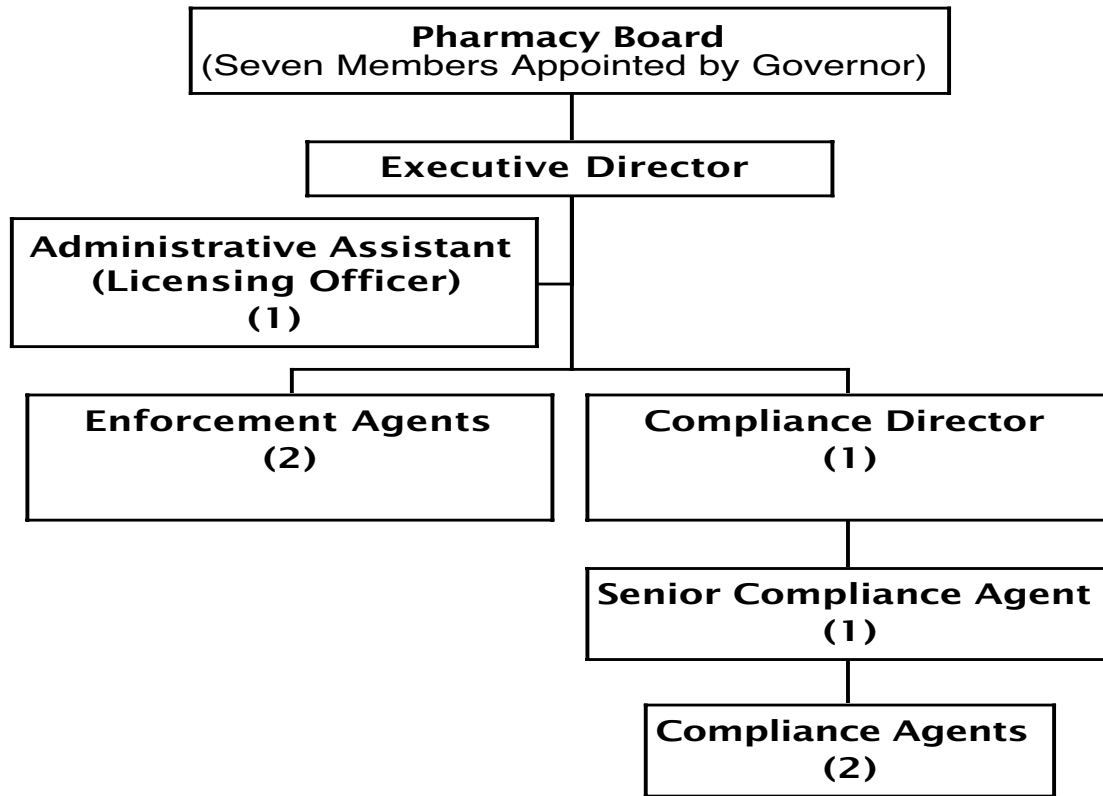 Pharmacy Board
(Seven Members Appointed by Governor)
Executive Director
Administrative Assistant
(Licensing Officer)
(1)
Enforcement Agents
(2)
Compliance Director
(1)
Senior Compliance Agent
(1)
Compliance Agents
(2)